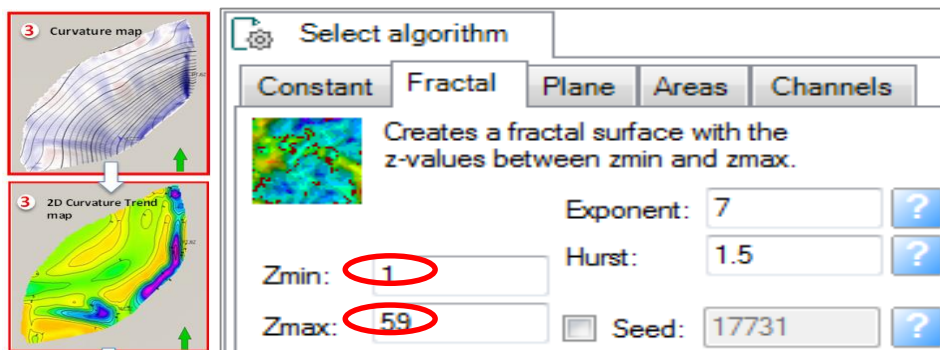 3 Curvature map
3 2D Curvature Trend
map
Select algorithm
Constant Fractal Plane Areas Channels
Creates a fractal surface with the
z-values between zmin and zmax.
Exponent: 7 ?
Hurst: 1.5 ?
Zmin: 1
Zmax: 59
Seed: 17731 ?